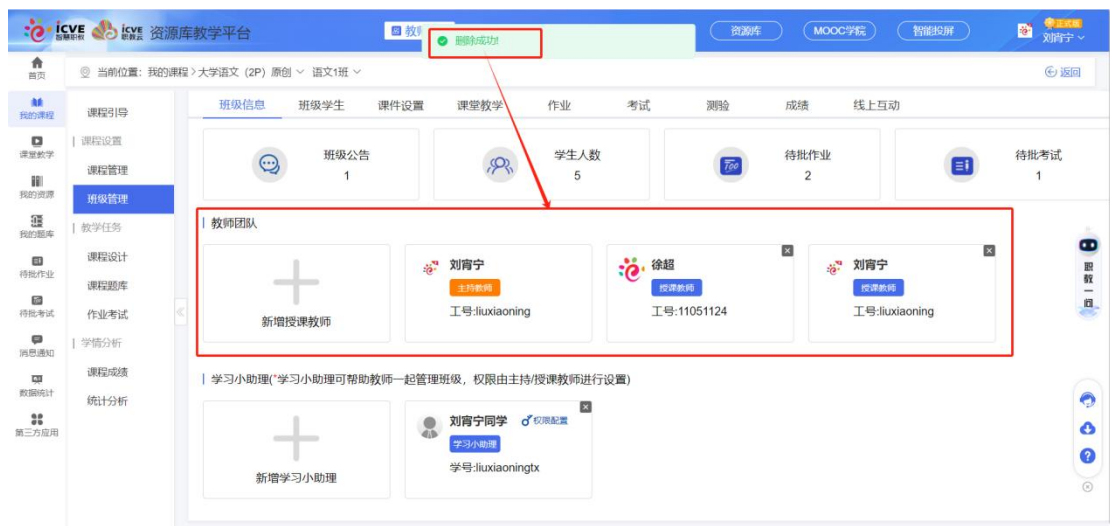 icve 智慧职教 icve 职教云 资源库教学平台 教 删除成功! 资源库 MOOC学院 智能投屏 正式版 刘宵宁
首页 当前位置: 我的课程 > 大学语文（2P）原创 语文1班 返回
我的课程 课程引导 班级信息 班级学生 课件设置 课堂教学 作业 考试 测验 成绩 线上互动
课堂教学 课程设置
课程管理 班级公告 学生人数 待批作业 待批考试
1 5 2 1
我的资源 班级管理
我的题库 教学任务 教师团队
待批作业 课程设计 刘宵宁 徐超 刘宵宁
课程题库 主持教师 授课教师 授课教师
待批考试 作业考试 新增授课教师 工号:liuxiaoning 工号:11051124 工号:liuxiaoning
职教一问
消息通知 学情分析
数据统计 课程成绩 学习小助理(*学习小助理可帮助教师一起管理班级，权限由主持/授课教师进行设置)
第三方应用 统计分析
刘宵宁同学 权限配置
学习小助理
新增学习小助理 学号:liuxiaoningtx